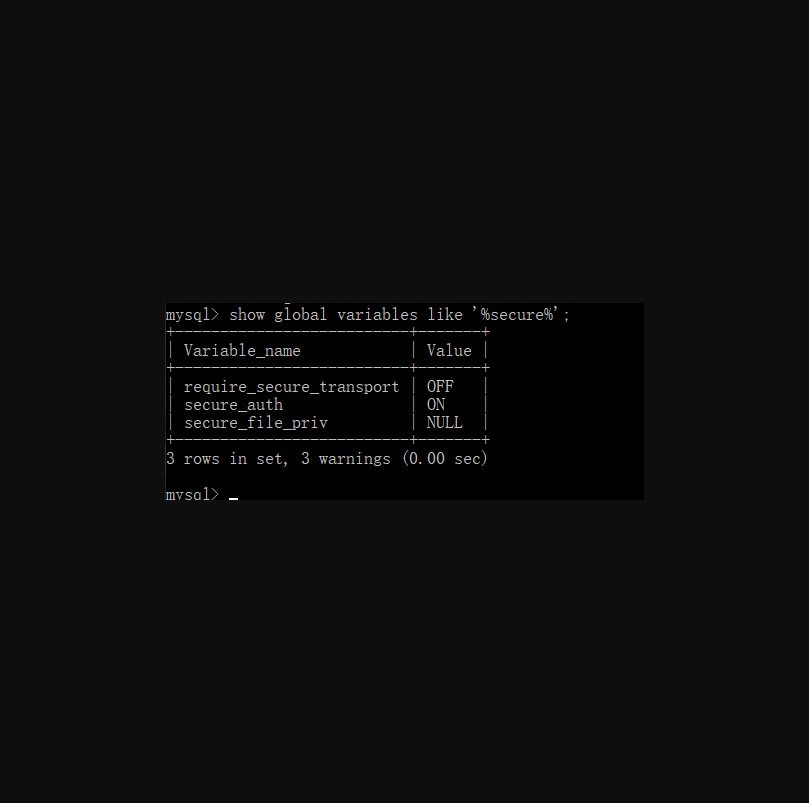 mysql> show global variables like '%secure%';
+--------------------------+-------+
| Variable_name            | Value |
+--------------------------+-------+
| require_secure_transport | OFF   |
| secure_auth              | ON    |
| secure_file_priv         | NULL  |
+--------------------------+-------+
3 rows in set, 3 warnings (0.00 sec)
mysql> _